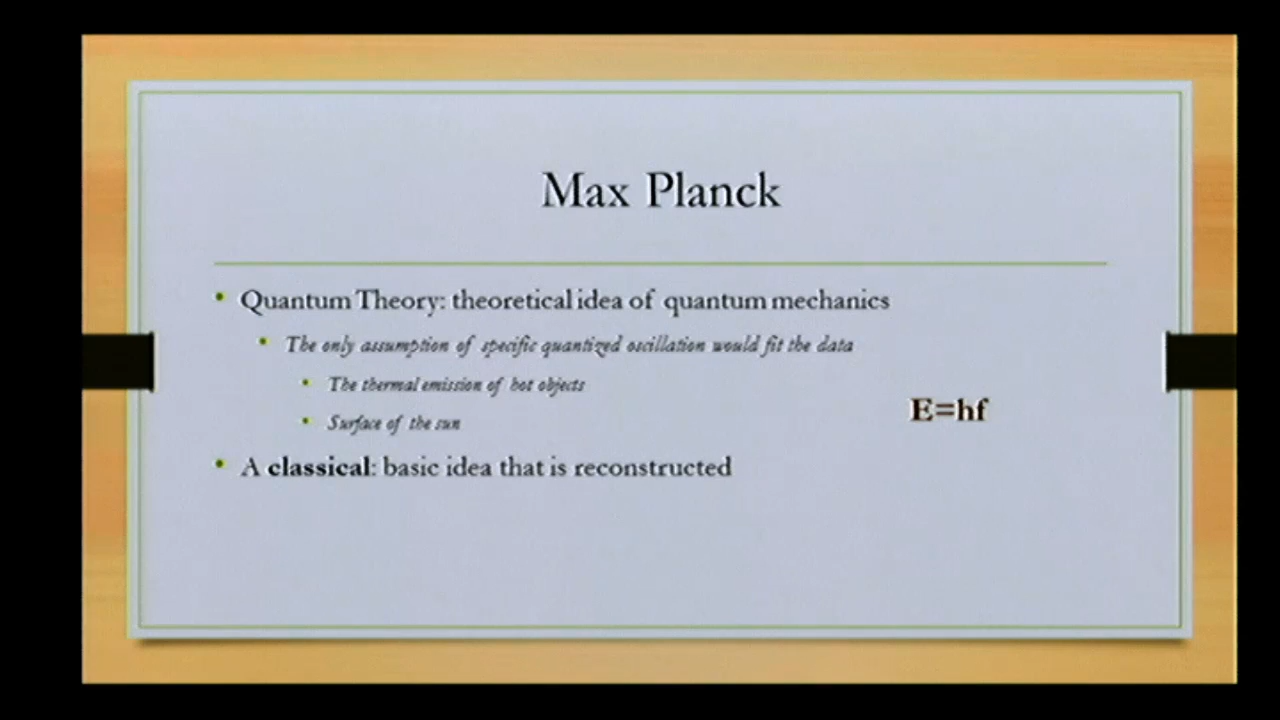 Max Planck
• Quantum Theory: theoretical idea of quantum mechanics
• The only assumption of specific quantized oscillation would fit the data
• The thermal emission of hot objects
• Surface of the sun
E=hf
• A classical: basic idea that is reconstructed